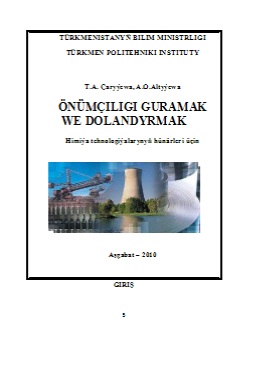 TÜRKMENISTANYŇ BILIM MINISTRLIGI
TÜRKMEN POLITEHNIKI INSTITUTY
T.A. Çaryýewa, A.O.Altyýewa
ÖNÜMÇILIGI GURAMAK
WE DOLANDYRMAK
Himiýa tehnologiýalarynyň hünärleri üçin
Aşgabat – 2010
GIRIŞ